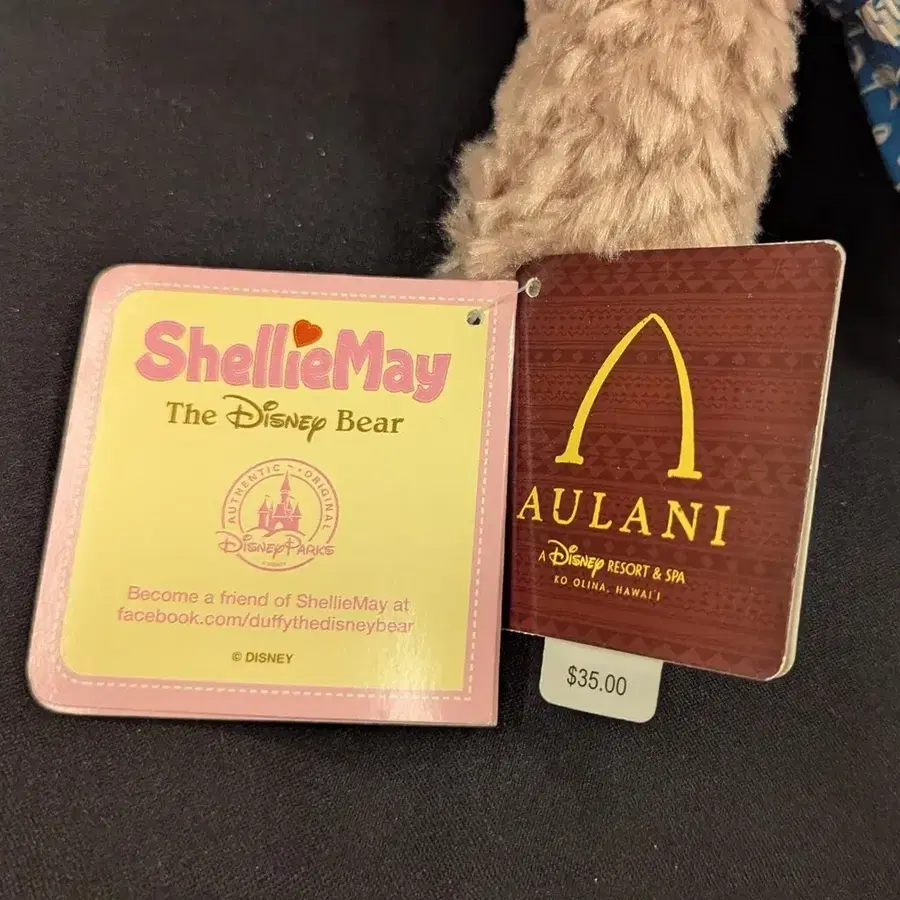 ShellieMay
The Disney Bear
AUTHENTIC • ORIGINAL
Disney Parks
© DISNEY
Become a friend of ShellieMay at
facebook.com/duffythedisneybear
© DISNEY
AULANI
A Disney RESORT & SPA
KO OLINA, HAWAI'I
$35.00